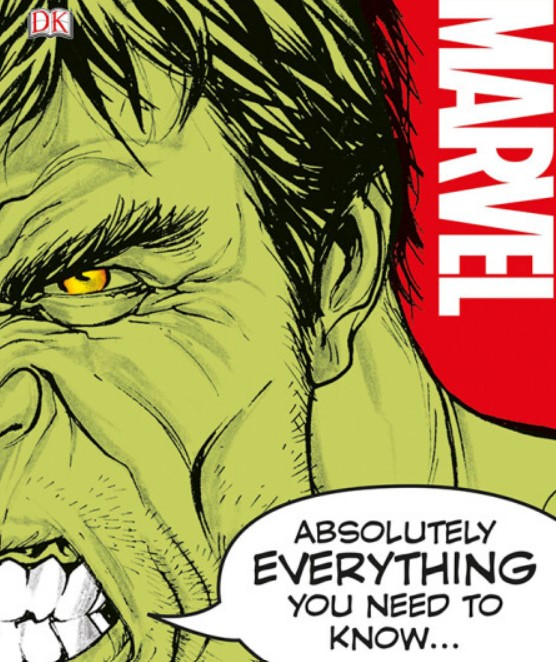 DK
MARVEL
ABSOLUTELY
EVERYTHING
YOU NEED TO
KNOW...